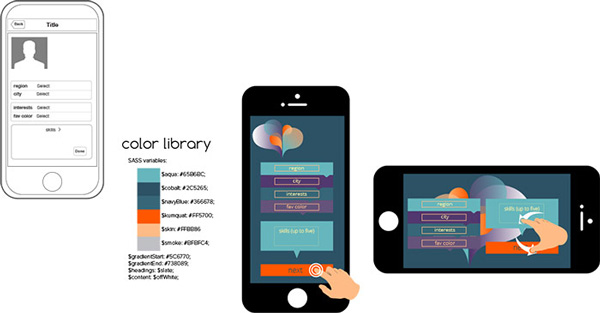 Back
Title
region Select
city Select
interests Select
fav color Select
skills >
Done
color library
SASS variables:
$aqua: #65B6BC;
$cobalt: #2C5265;
$navyBlue: #366678;
$kumquat: #FF5700;
$skin: #FFBB86
$smoke: #BFBFC4;
$gradientStart: #5C6770;
$gradientEnd: #738089;
$headings: $slate;
$content: $offWhite;
region
city
interests
fav color
skills (up to five)
next
region
city
interests
fav color
skills (up to five)